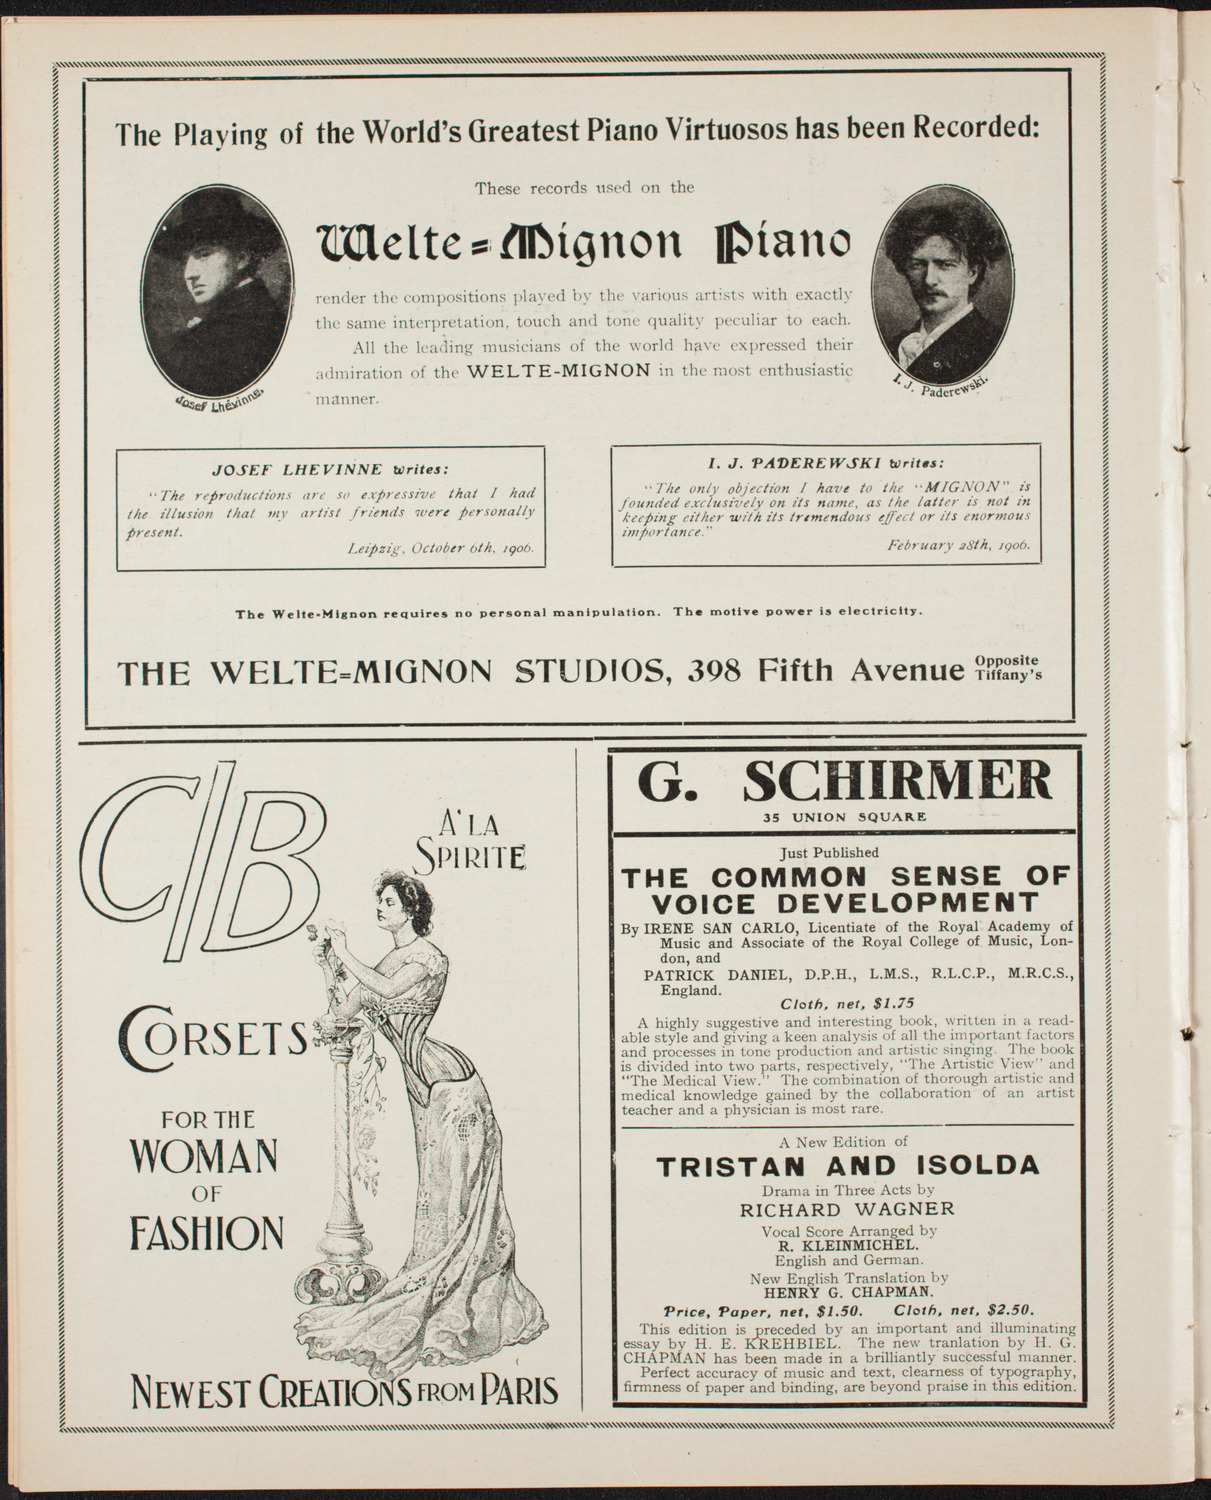 The Playing of the World's Greatest Piano Virtuosos has been Recorded:
These records used on the
Welte=Mignon Piano
render the compositions played by the various artists with exactly
the same interpretation, touch and tone quality peculiar to each.
All the leading musicians of the world have expressed their
admiration of the WELTE-MIGNON in the most enthusiastic
manner.
Josef Lhévinne.
I. J. Paderewski.
JOSEF LHEVINNE writes:
"The reproductions are so expressive that I had
the illusion that my artist friends were personally
present.
Leipzig, October 6th, 1906.
I. J. PADEREWSKI writes:
"The only objection I have to the "MIGNON" is
founded exclusively on its name, as the latter is not in
keeping either with its tremendous effect or its enormous
importance."
February 28th, 1906.
The Welte-Mignon requires no personal manipulation. The motive power is electricity.
THE WELTE=MIGNON STUDIOS, 398 Fifth Avenue Opposite
Tiffany's
C/B
A'LA
SPIRITE
CORSETS
FOR THE
WOMAN
OF
FASHION
NEWEST CREATIONS FROM PARIS
G. SCHIRMER
35 UNION SQUARE
Just Published
THE COMMON SENSE OF
VOICE DEVELOPMENT
By IRENE SAN CARLO, Licentiate of the Royal Academy of
Music and Associate of the Royal College of Music, Lon-
don, and
PATRICK DANIEL, D.P.H., L.M.S., R.L.C.P., M.R.C.S.,
England.
Cloth, net, $1.75
A highly suggestive and interesting book, written in a read-
able style and giving a keen analysis of all the important factors
and processes in tone production and artistic singing. The book
is divided into two parts, respectively, "The Artistic View" and
"The Medical View." The combination of thorough artistic and
medical knowledge gained by the collaboration of an artist
teacher and a physician is most rare.
A New Edition of
TRISTAN AND ISOLDA
Drama in Three Acts by
RICHARD WAGNER
Vocal Score Arranged by
R. KLEINMICHEL.
English and German.
New English Translation by
HENRY G. CHAPMAN.
Price, Paper, net, $1.50. Cloth, net, $2.50.
This edition is preceded by an important and illuminating
essay by H. E. KREHBIEL. The new tranlation by H. G.
CHAPMAN has been made in a brilliantly successful manner.
Perfect accuracy of music and text, clearness of typography,
firmness of paper and binding, are beyond praise in this edition.